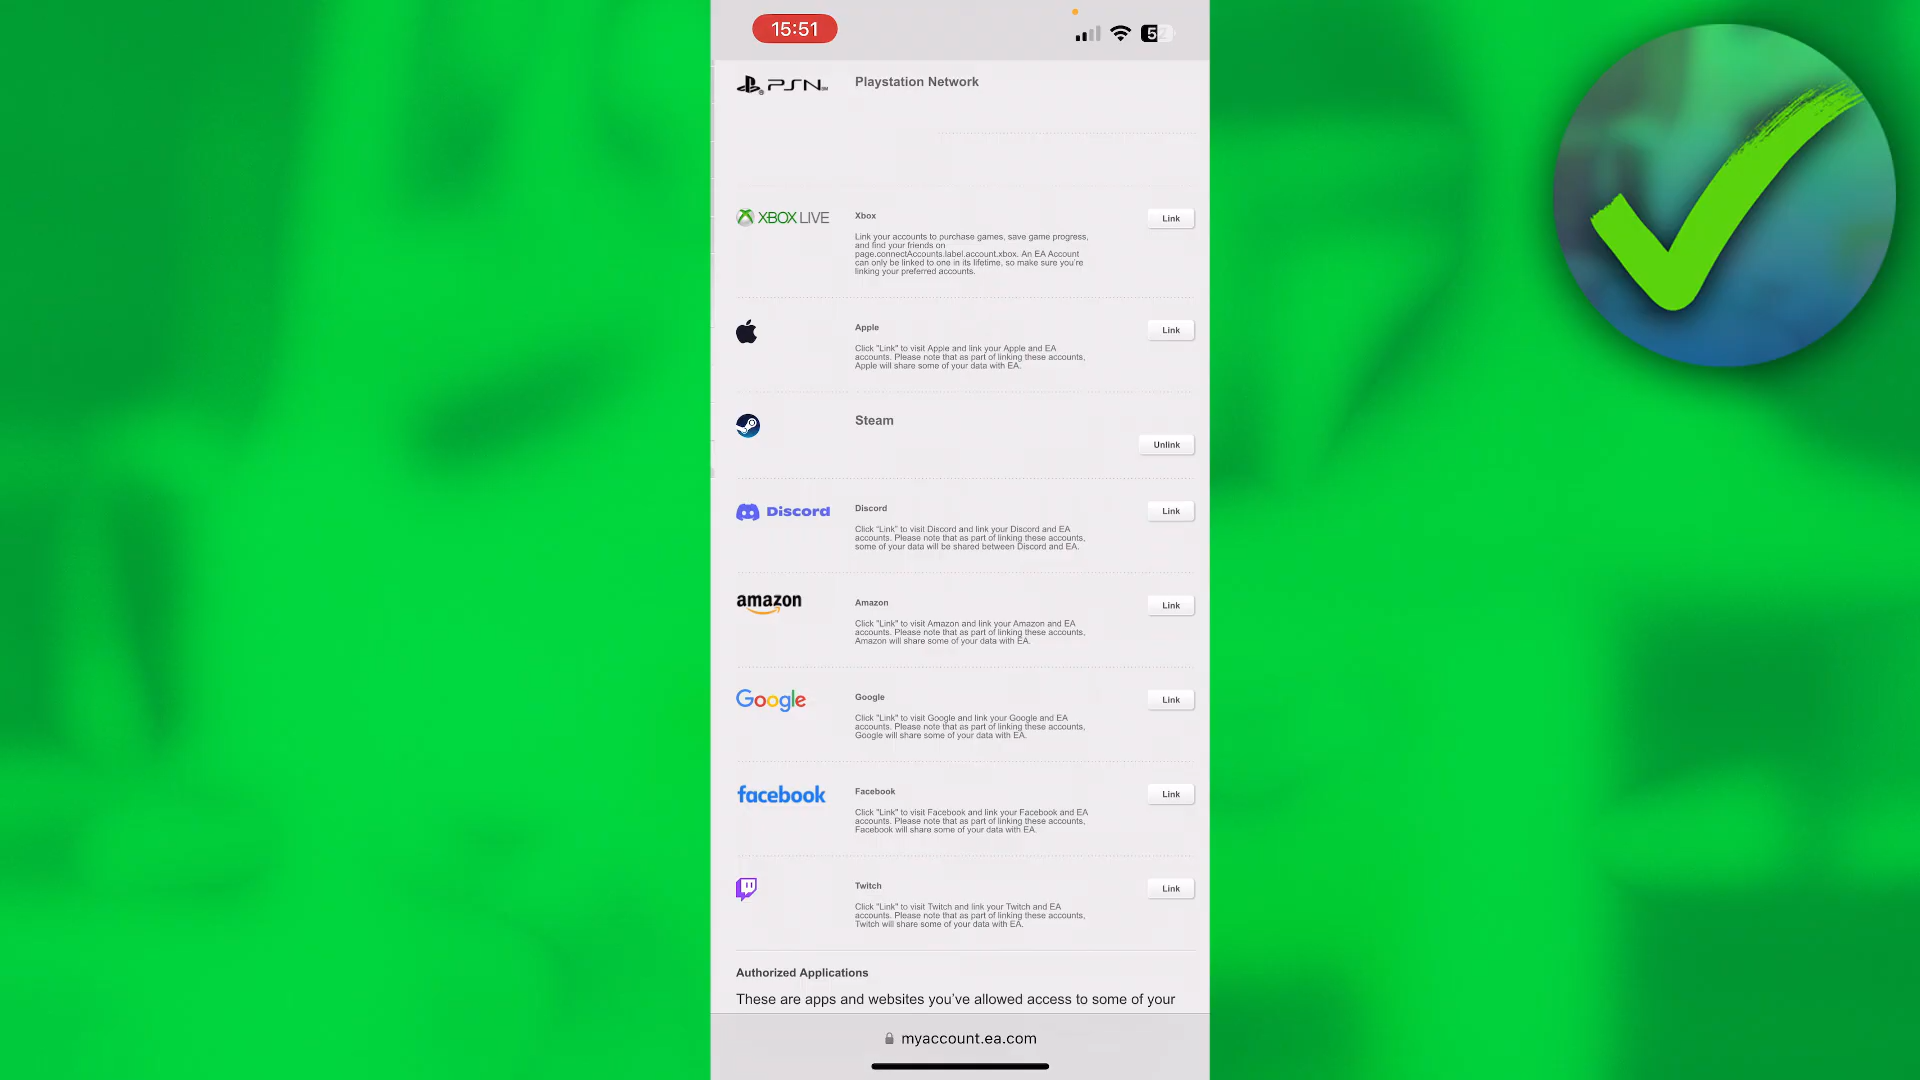 15:51
5
PSN
Playstation Network
XBOX LIVE
Xbox
Link
Link your accounts to purchase games, save game progress,
and find your friends on
page.connectAccounts.label.account.xbox. An EA Account
can only be linked to one in its lifetime, so make sure you're
linking your preferred accounts.
Apple
Link
Click "Link" to visit Apple and link your Apple and EA
accounts. Please note that as part of linking these accounts,
Apple will share some of your data with EA.
Steam
Unlink
Discord
Discord
Link
Click "Link" to visit Discord and link your Discord and EA
accounts. Please note that as part of linking these accounts,
some of your data will be shared between Discord and EA.
amazon
Amazon
Link
Click "Link" to visit Amazon and link your Amazon and EA
accounts. Please note that as part of linking these accounts,
Amazon will share some of your data with EA.
Google
Google
Link
Click "Link" to visit Google and link your Google and EA
accounts. Please note that as part of linking these accounts,
Google will share some of your data with EA.
facebook
Facebook
Link
Click "Link" to visit Facebook and link your Facebook and EA
accounts. Please note that as part of linking these accounts,
Facebook will share some of your data with EA.
Twitch
Link
Click "Link" to visit Twitch and link your Twitch and EA
accounts. Please note that as part of linking these accounts,
Twitch will share some of your data with EA.
Authorized Applications
These are apps and websites you've allowed access to some of your
myaccount.ea.com